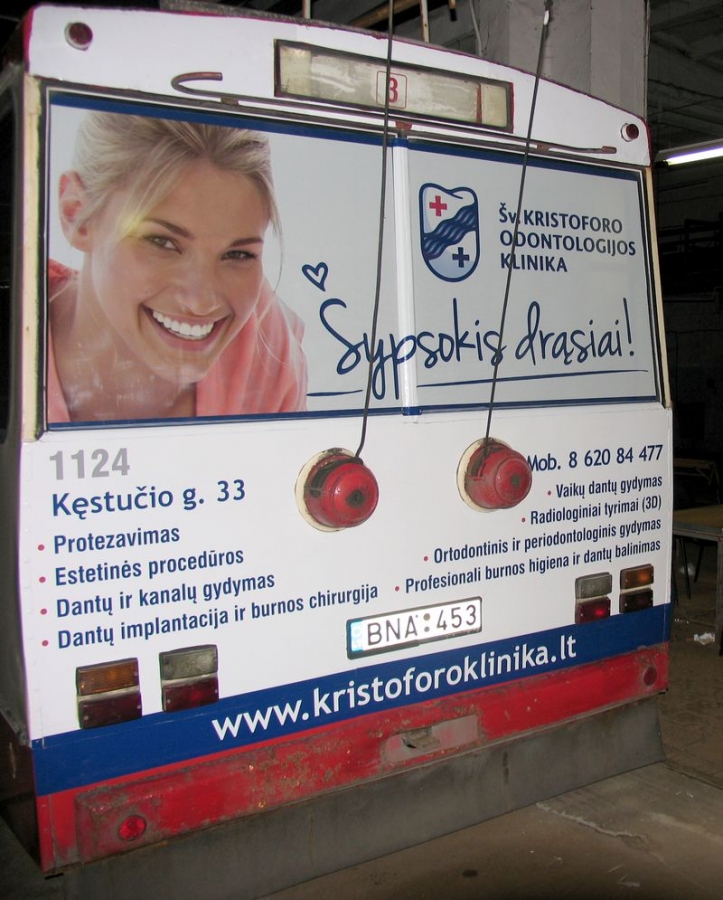 3
Šv. KRISTOFORO
ODONTOLOGIJOS
KLINIKA
Šypsokis drąsiai!
1124
Kęstučio g. 33
• Protezavimas
• Estetinės procedūros
• Dantų ir kanalų gydymas
• Dantų implantacija ir burnos chirurgija
Mob. 8 620 84 477
• Vaikų dantų gydymas
• Radiologiniai tyrimai (3D)
• Ortodontinis ir periodontologinis gydymas
• Profesionali burnos higiena ir dantų balinimas
BNA 453
www.kristoforoklinika.lt